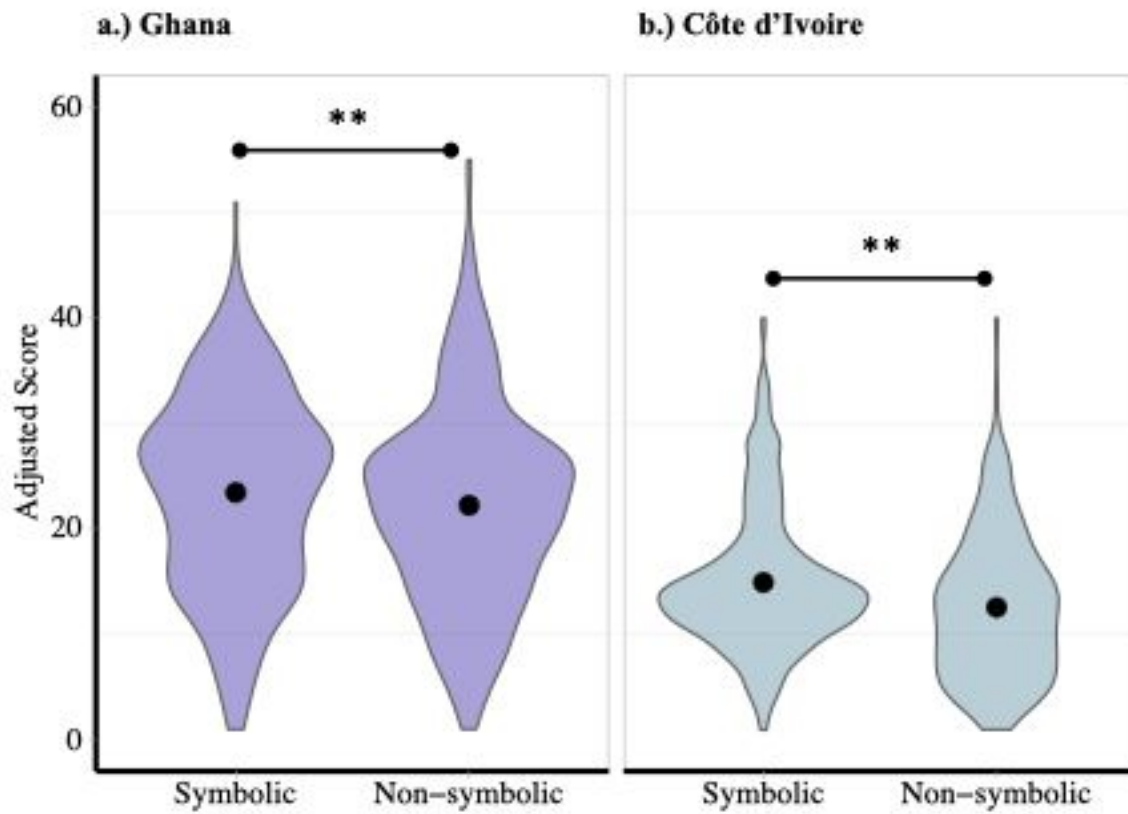 a.) Ghana
b.) Côte d’Ivoire
Adjusted Score
60
40
20
0
**
**
Symbolic
Non−symbolic
Symbolic
Non−symbolic